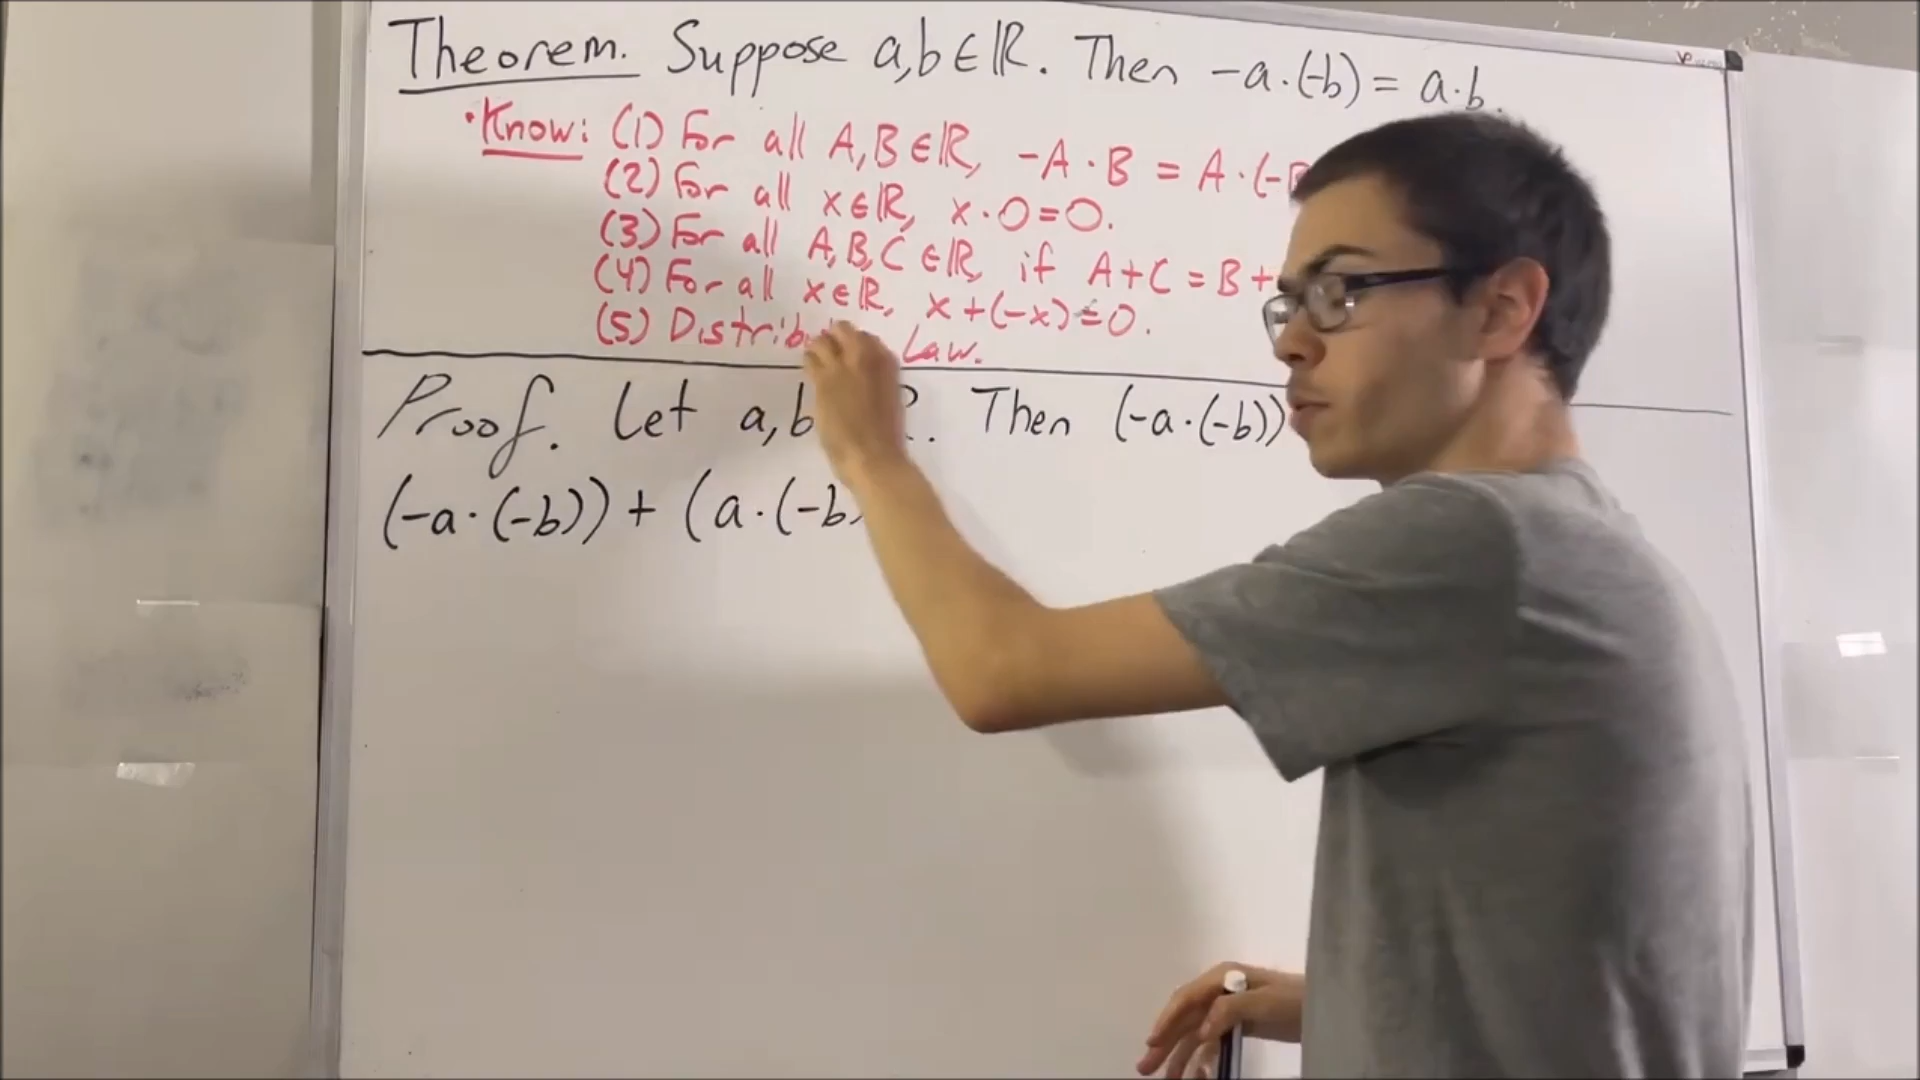 Theorem. Suppose a,b∈ℝ. Then -a·(-b) = a·b.
·Know: (1) For all A,B∈ℝ, -A·B = A·(-B
(2) For all x∈ℝ, x·0=0.
(3) For all A,B,C∈ℝ, if A+C = B+
(4) For all x∈ℝ, x+(-x)=0.
(5) Law.
Proof. Let a,b . Then (-a·(-b))
(-a·(-b)) + (a·(-b)